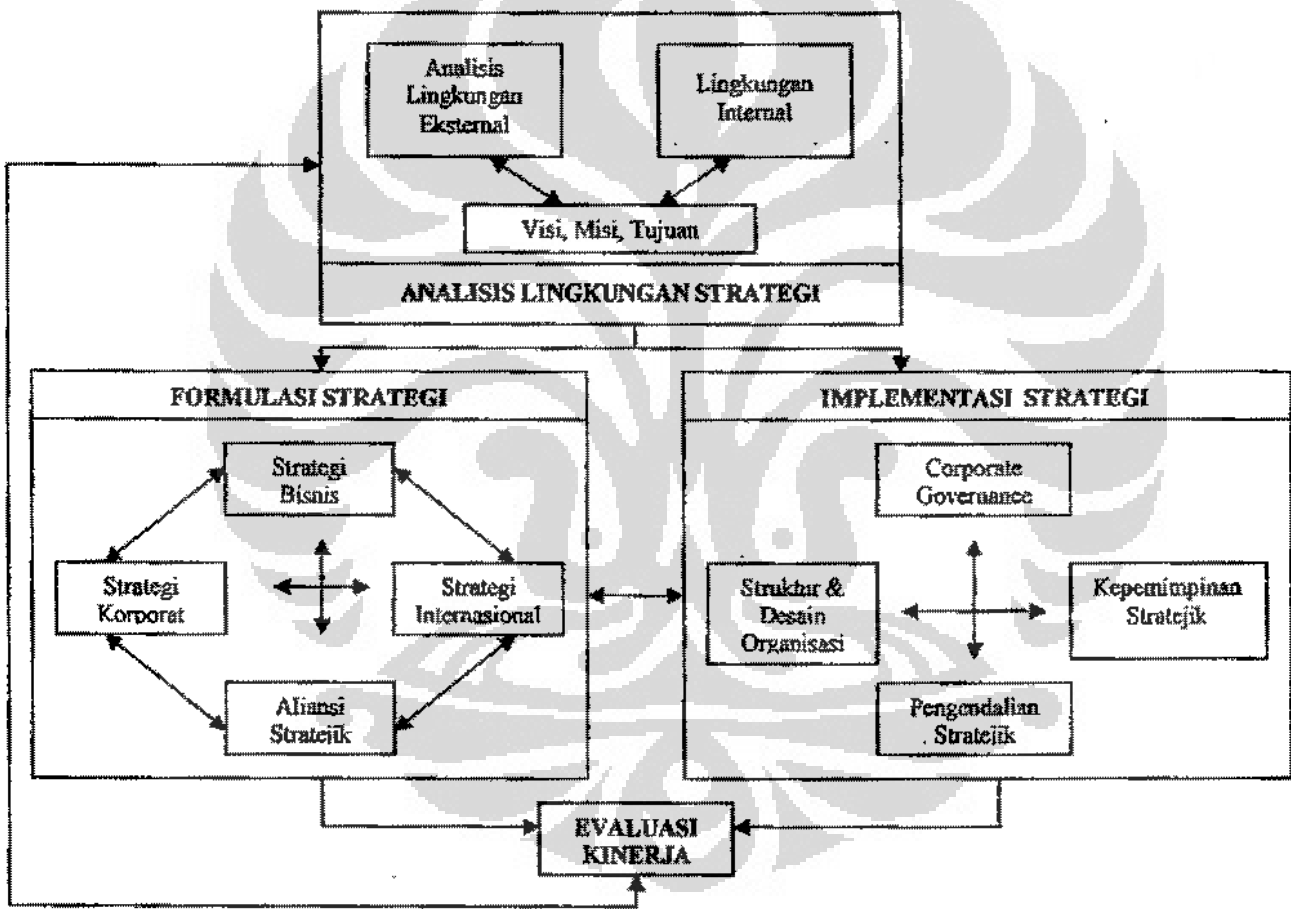 Analisis
Lingkungan
Eksternal
Lingkungan
Internal
Visi, Misi, Tujuan
ANALISIS LINGKUNGAN STRATEGI
FORMULASI STRATEGI
Strategi
Bisnis
Strategi
Korporat
Strategi
Internasional
Aliansi
Stratejik
IMPLEMENTASI STRATEGI
Corporate
Governance
Struktur &
Desain
Organisasi
Kepemimpinan
Stratejik
Pengendalian
Stratejik
EVALUASI
KINERJA